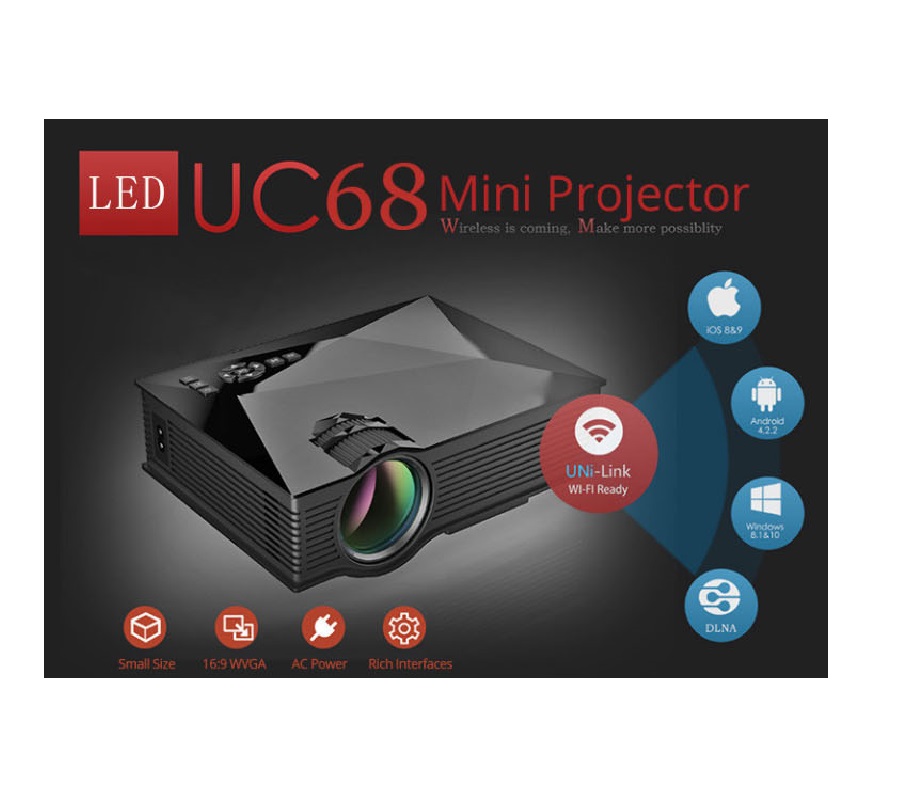 LED UC68 Mini Projector
Wireless is coming, Make more possiblity
iOS 8&9
Android
4.2.2
UNi-Link
WI-FI Ready
Windows
8.1&10
DLNA
Small Size
16:9 WVGA
AC Power
Rich Interfaces